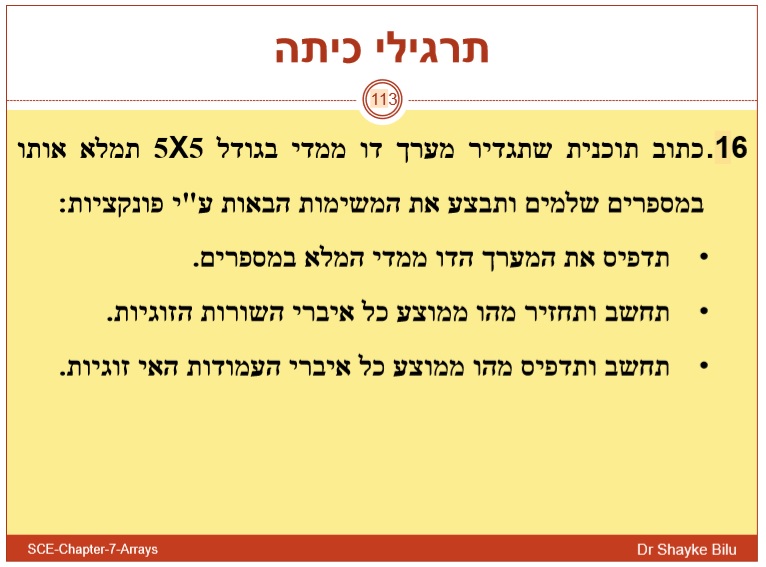 תרגילי כיתה
113
16.כתוב תוכנית שתגדיר מערך דו ממדי בגודל 5X5 תמלא אותו
במספרים שלמים ותבצע את המשימות הבאות ע"י פונקציות:
• תדפיס את המערך הדו ממדי המלא במספרים.
• תחשב ותחזיר מהו ממוצע כל איברי השורות הזוגיות.
• תחשב ותדפיס מהו ממוצע כל איברי העמודות האי זוגיות.
SCE-Chapter-7-Arrays
Dr Shayke Bilu